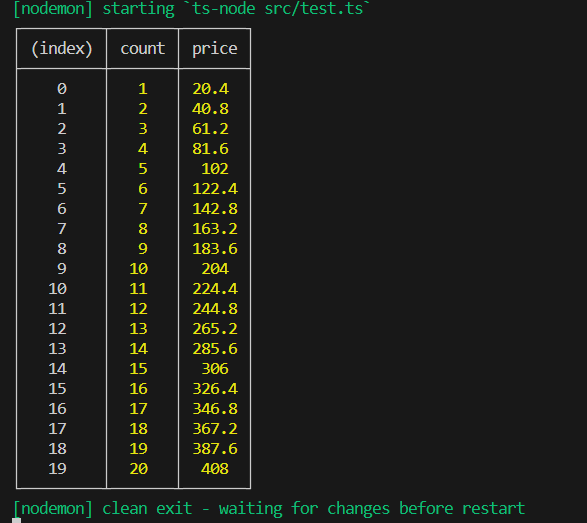 [nodemon] starting `ts-node src/test.ts`
(index) count price
0 1 20.4
1 2 40.8
2 3 61.2
3 4 81.6
4 5 102
5 6 122.4
6 7 142.8
7 8 163.2
8 9 183.6
9 10 204
10 11 224.4
11 12 244.8
12 13 265.2
13 14 285.6
14 15 306
15 16 326.4
16 17 346.8
17 18 367.2
18 19 387.6
19 20 408
[nodemon] clean exit - waiting for changes before restart